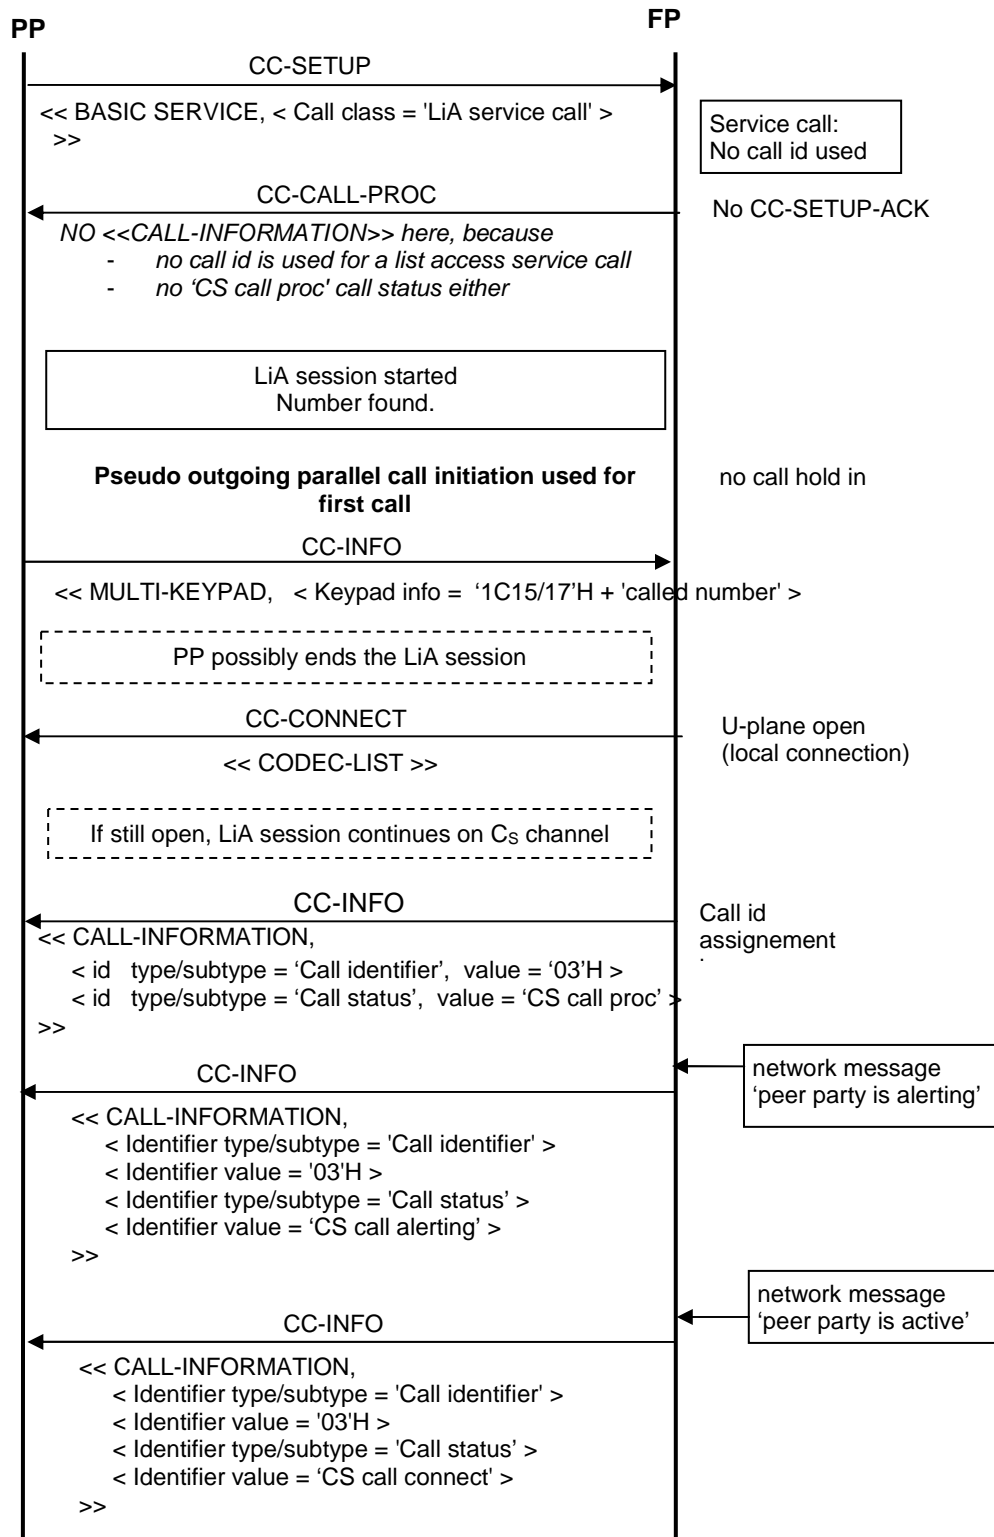 PP
FP
CC-SETUP
<< BASIC SERVICE, < Call class = 'LiA service call' >
>>
Service call:
No call id used
CC-CALL-PROC
No CC-SETUP-ACK
NO <<CALL-INFORMATION>> here, because
- no call id is used for a list access service call
- no ‘CS call proc' call status either
LiA session started
Number found.
Pseudo outgoing parallel call initiation used for
first call
no call hold in
CC-INFO
<< MULTI-KEYPAD, < Keypad info = ‘1C15/17’H + 'called number' >
PP possibly ends the LiA session
CC-CONNECT
U-plane open
(local connection)
<< CODEC-LIST >>
If still open, LiA session continues on CS channel
CC-INFO
Call id
assignement
<< CALL-INFORMATION,
< id type/subtype = ‘Call identifier’, value = ‘03’H >
< id type/subtype = ‘Call status’, value = ‘CS call proc’ >
>>
network message
‘peer party is alerting’
CC-INFO
<< CALL-INFORMATION,
< Identifier type/subtype = 'Call identifier' >
< Identifier value = '03'H >
< Identifier type/subtype = 'Call status’ >
< Identifier value = ‘CS call alerting’ >
>>
network message
‘peer party is active’
CC-INFO
<< CALL-INFORMATION,
< Identifier type/subtype = 'Call identifier' >
< Identifier value = '03'H >
< Identifier type/subtype = 'Call status’ >
< Identifier value = ‘CS call connect’ >
>>